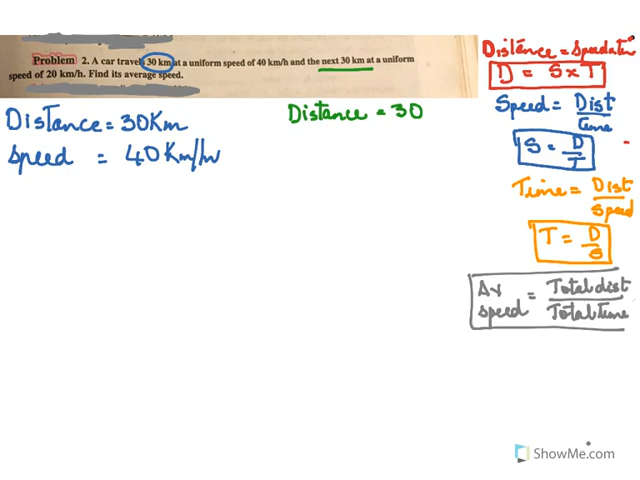 Problem 2. A car travels 30 km at a uniform speed of 40 km/h and the next 30 km at a uniform
speed of 20 km/h. Find its average speed.
Distance = 30Km
Speed = 40Km/hr
Distance = 30
Distance = Speed x
D = S x T
Speed = Dist
time
S = D
T
Time = Dist
Speed
T = D
S
Av
speed = Total dist
Total Time
ShowMe.com